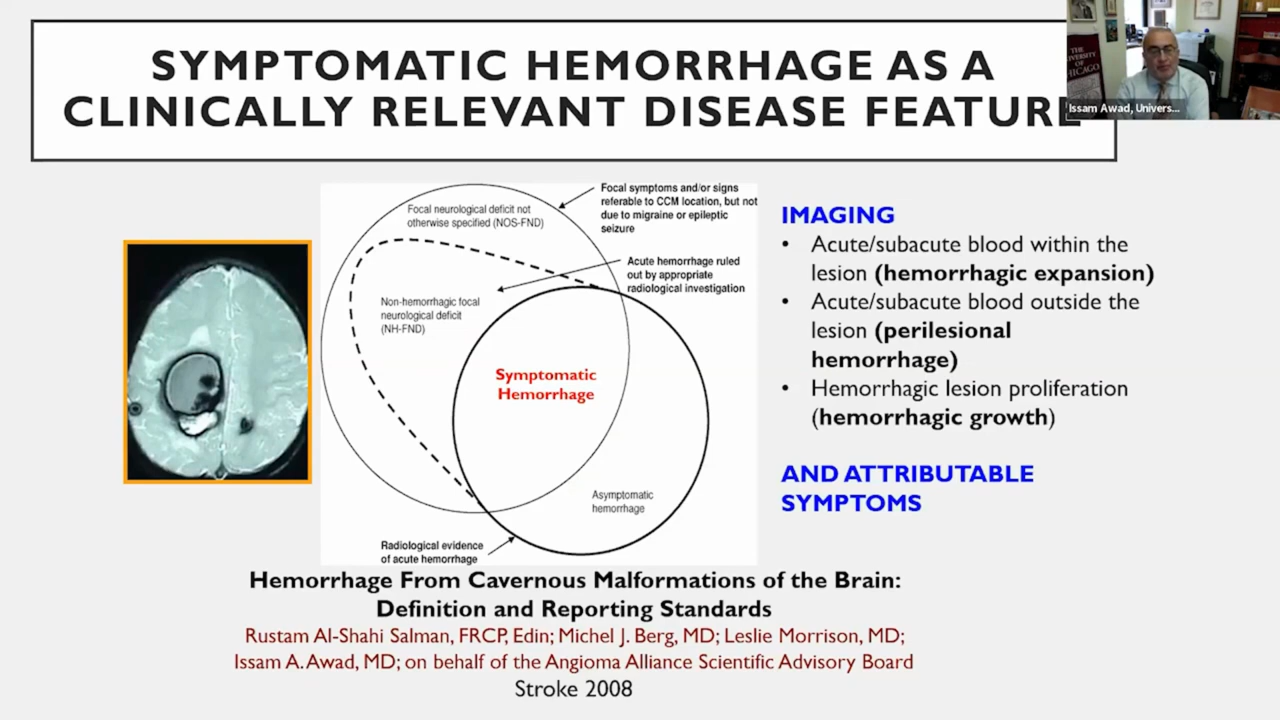 SYMPTOMATIC HEMORRHAGE AS A
CLINICALLY RELEVANT DISEASE FEATURE
THE
UNIVERSITY
OF
CHICAGO
Issam Awad, Univers...
Focal neurological deficit not
otherwise specified (NOS-FND)
Focal symptoms and/or signs
referable to CCM location, but not
due to migraine or epileptic
seizure
Acute hemorrhage ruled
out by appropriate
radiological investigation
Non-hemorrhagic focal
neurological deficit
(NH-FND)
Symptomatic
Hemorrhage
Asymptomatic
hemorrhage
Radiological evidence
of acute hemorrhage
IMAGING
• Acute/subacute blood within the
lesion (hemorrhagic expansion)
• Acute/subacute blood outside the
lesion (perilesional
hemorrhage)
• Hemorrhagic lesion proliferation
(hemorrhagic growth)
AND ATTRIBUTABLE
SYMPTOMS
Hemorrhage From Cavernous Malformations of the Brain:
Definition and Reporting Standards
Rustam Al-Shahi Salman, FRCP, Edin; Michel J. Berg, MD; Leslie Morrison, MD;
Issam A. Awad, MD; on behalf of the Angioma Alliance Scientific Advisory Board
Stroke 2008